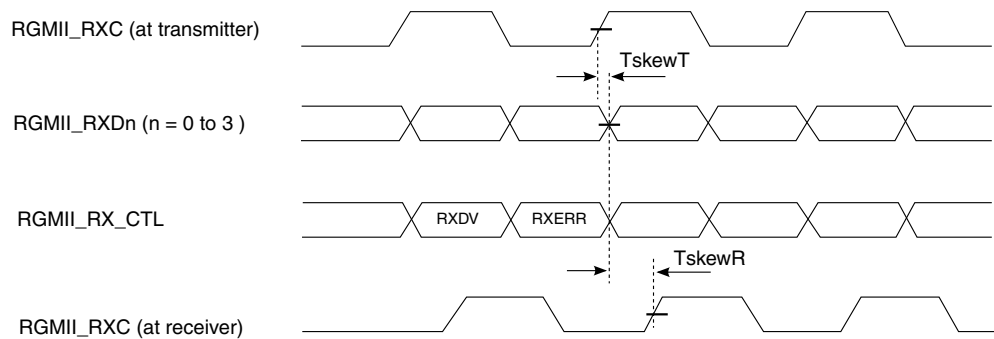 RGMII_RXC (at transmitter)
TskewT
RGMII_RXDn (n = 0 to 3 )
RGMII_RX_CTL
RXDV
RXERR
TskewR
RGMII_RXC (at receiver)